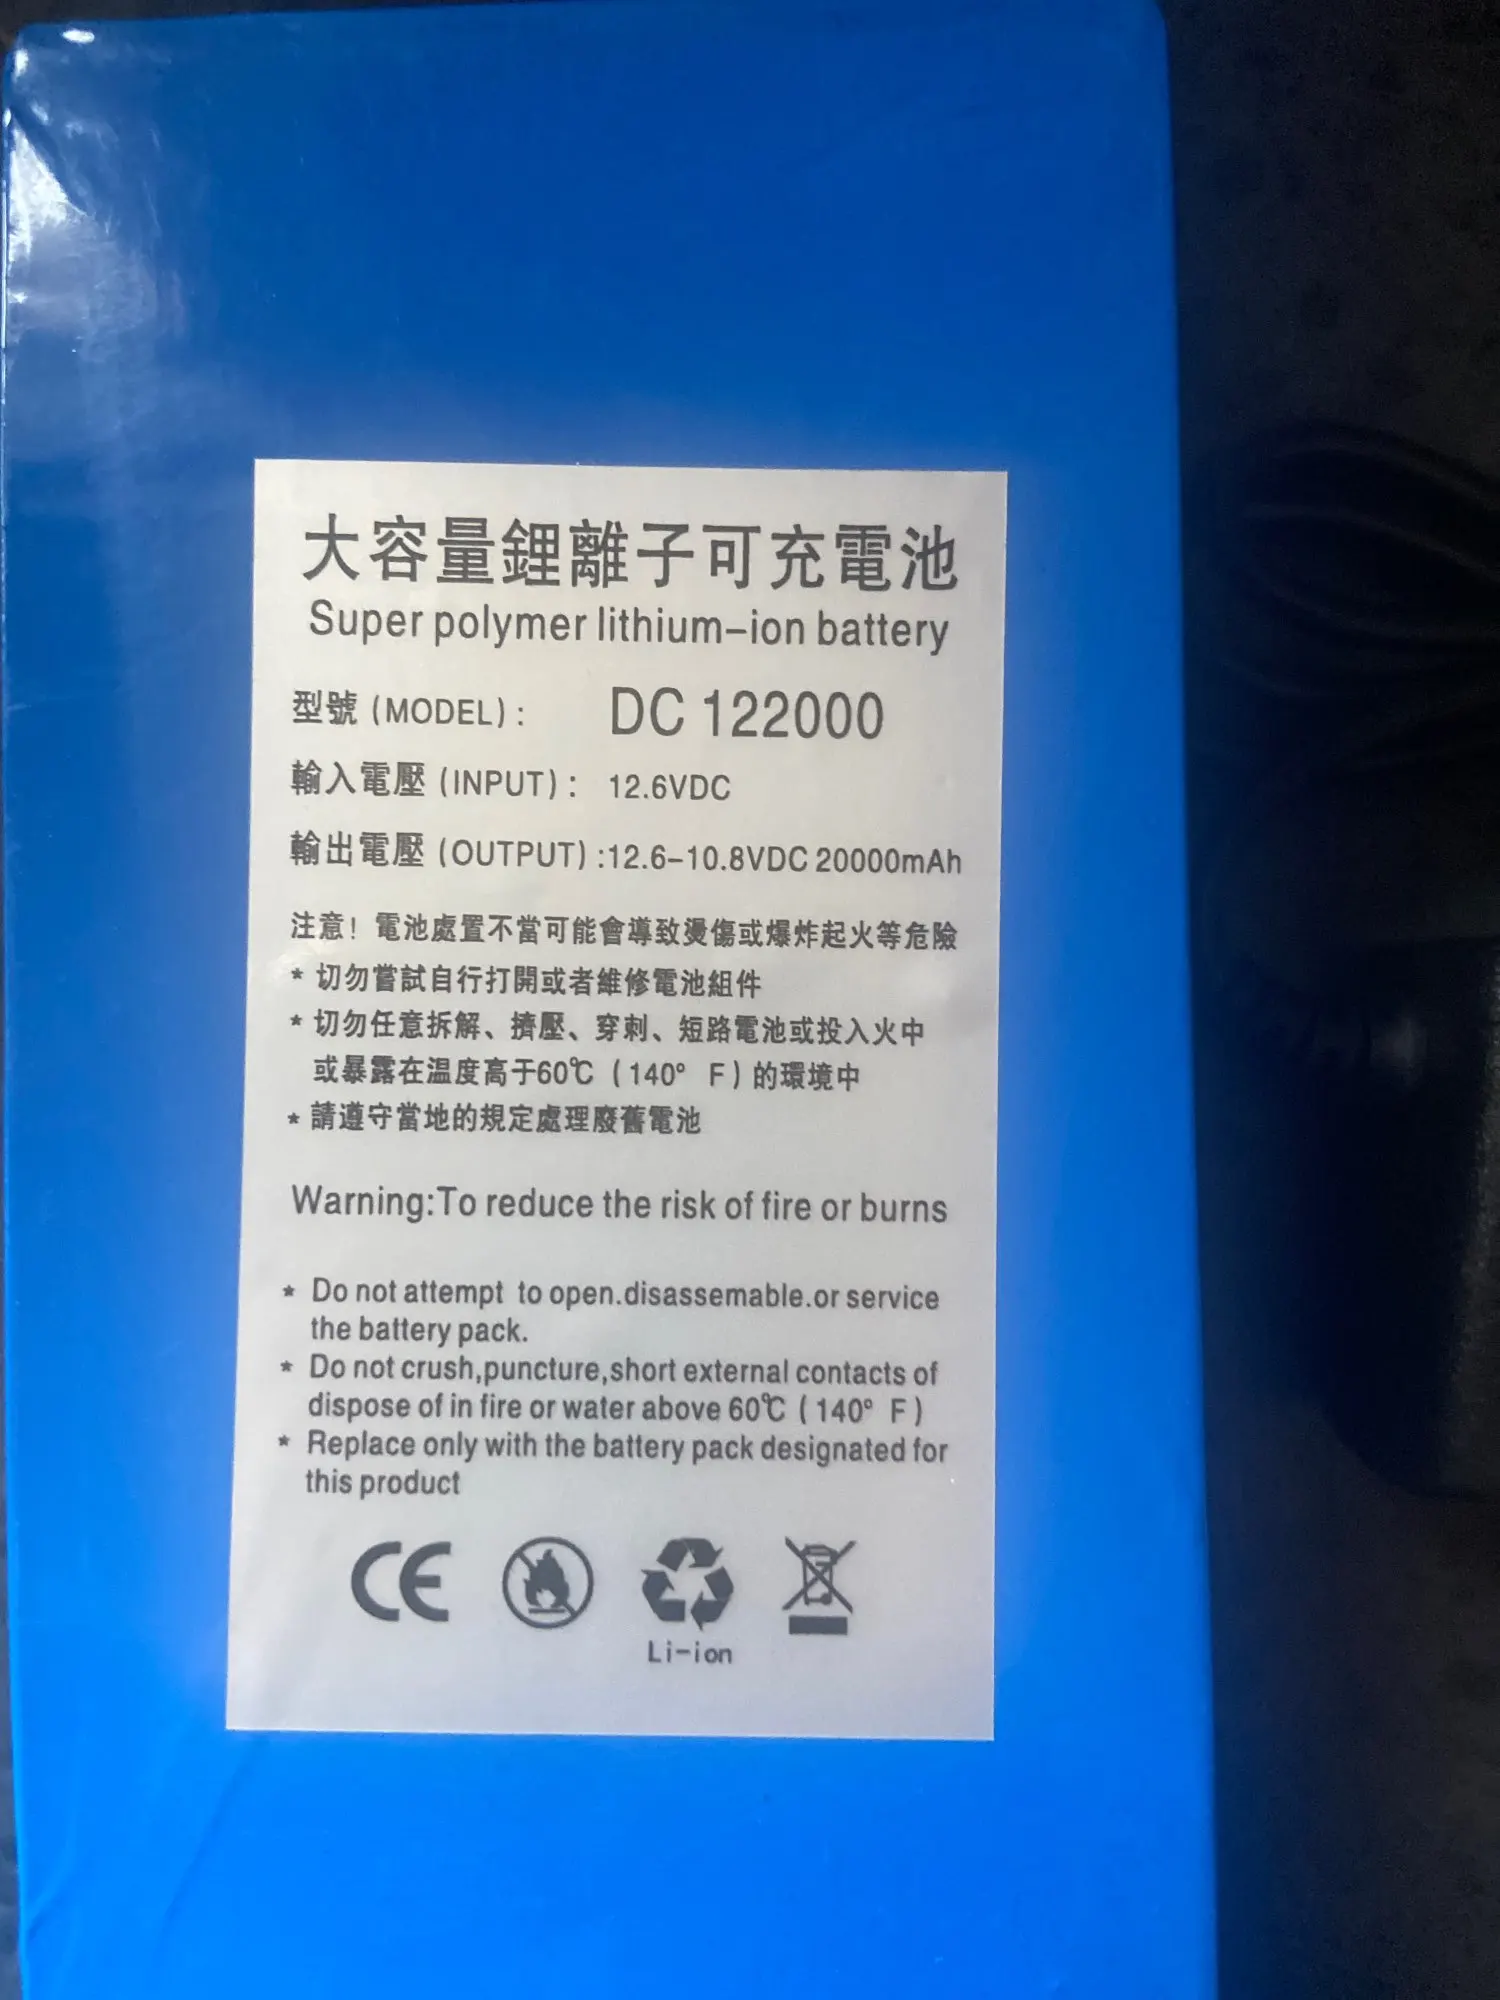 大容量鋰離子可充電池
Super polymer lithium-ion battery
型號 (MODEL): DC 122000
輸入電壓 (INPUT): 12.6VDC
輸出電壓 (OUTPUT):12.6-10.8VDC 20000mAh
注意! 電池處置不當可能會導致燙傷或爆炸起火等危險
* 切勿嘗試自行打開或者維修電池組件
* 切勿任意拆解、擠壓、穿刺、短路電池或投入火中
或暴露在温度高于60℃ (140° F) 的環境中
* 請遵守當地的規定處理廢舊電池
Warning:To reduce the risk of fire or burns
* Do not attempt to open.disassemable.or service
the battery pack.
* Do not crush,puncture,short external contacts of
dispose of in fire or water above 60℃ (140° F)
* Replace only with the battery pack designated for
this product
CE
Li-ion